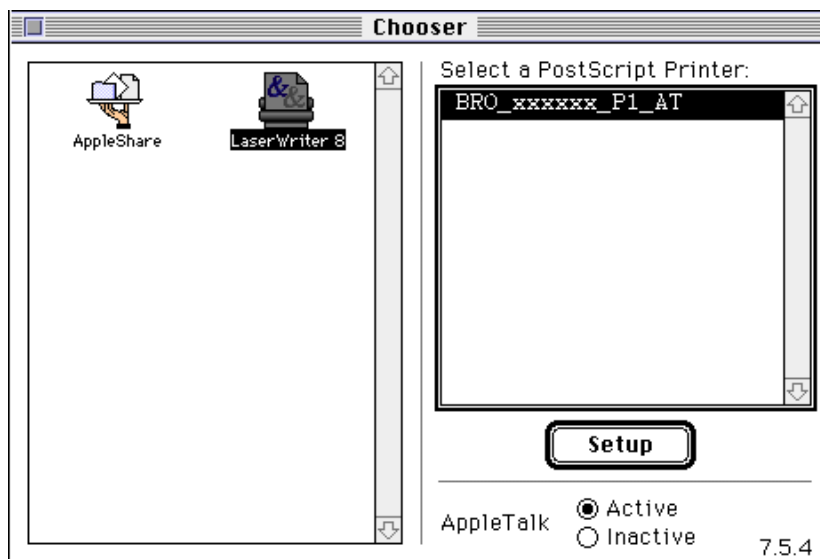 Chooser
AppleShare
LaserWriter 8
Select a PostScript Printer:
BRO_xxxxxx_P1_AT
Setup
AppleTalk
Active
Inactive
7.5.4